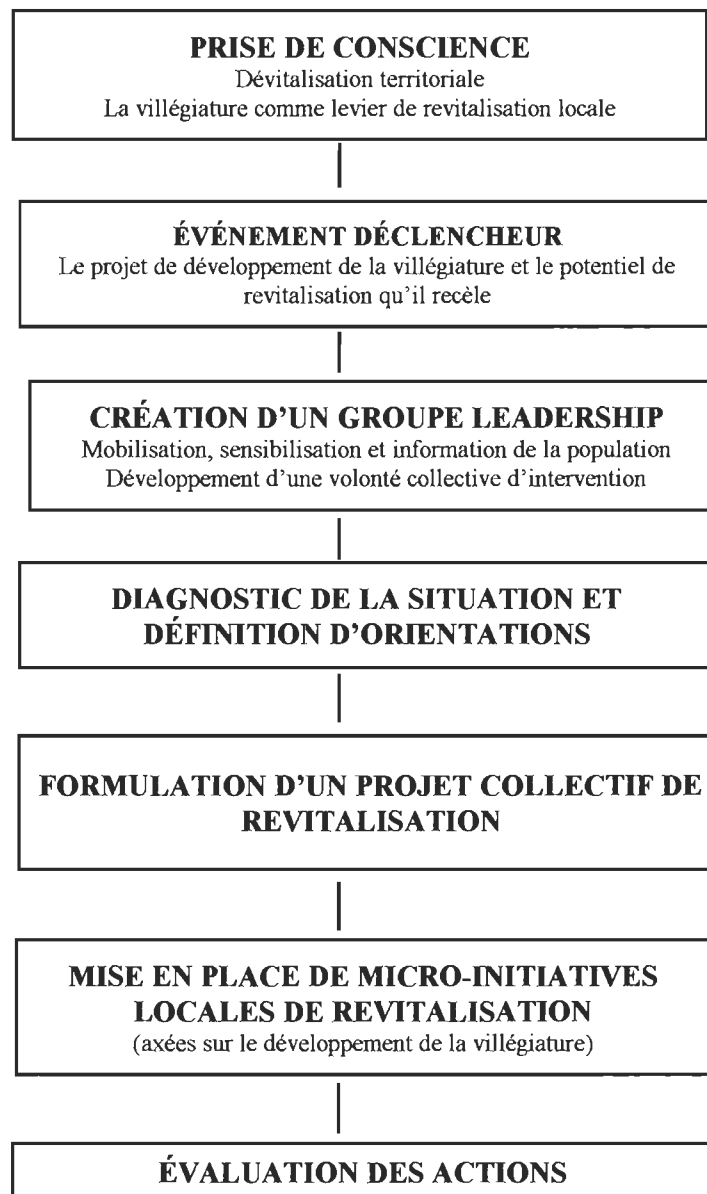 PRISE DE CONSCIENCE
Dévitalisation territoriale
La villégiature comme levier de revitalisation locale
ÉVÉNEMENT DÉCLENCHEUR
Le projet de développement de la villégiature et le potentiel de
revitalisation qu'il recèle
CRÉATION D'UN GROUPE LEADERSHIP
Mobilisation, sensibilisation et information de la population
Développement d'une volonté collective d'intervention
DIAGNOSTIC DE LA SITUATION ET
DÉFINITION D'ORIENTATIONS
FORMULATION D'UN PROJET COLLECTIF DE
REVITALISATION
MISE EN PLACE DE MICRO-INITIATIVES
LOCALES DE REVITALISATION
(axées sur le développement de la villégiature)
ÉVALUATION DES ACTIONS